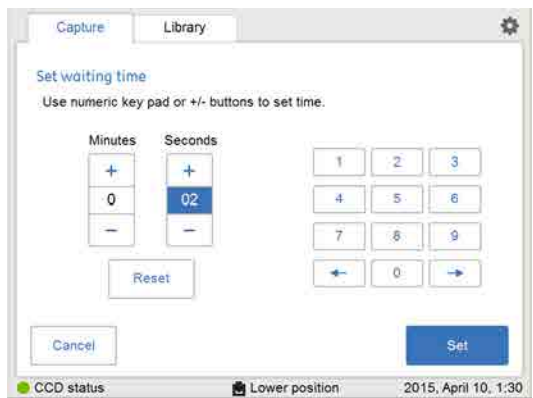 Capture Library
Set waiting time
Use numeric key pad or +/- buttons to set time.
Minutes Seconds
+ + 1 2 3
0 02 4 5 6
− − 7 8 9
Reset ← 0 →
Cancel Set
CCD status Lower position 2015, April 10, 1:30